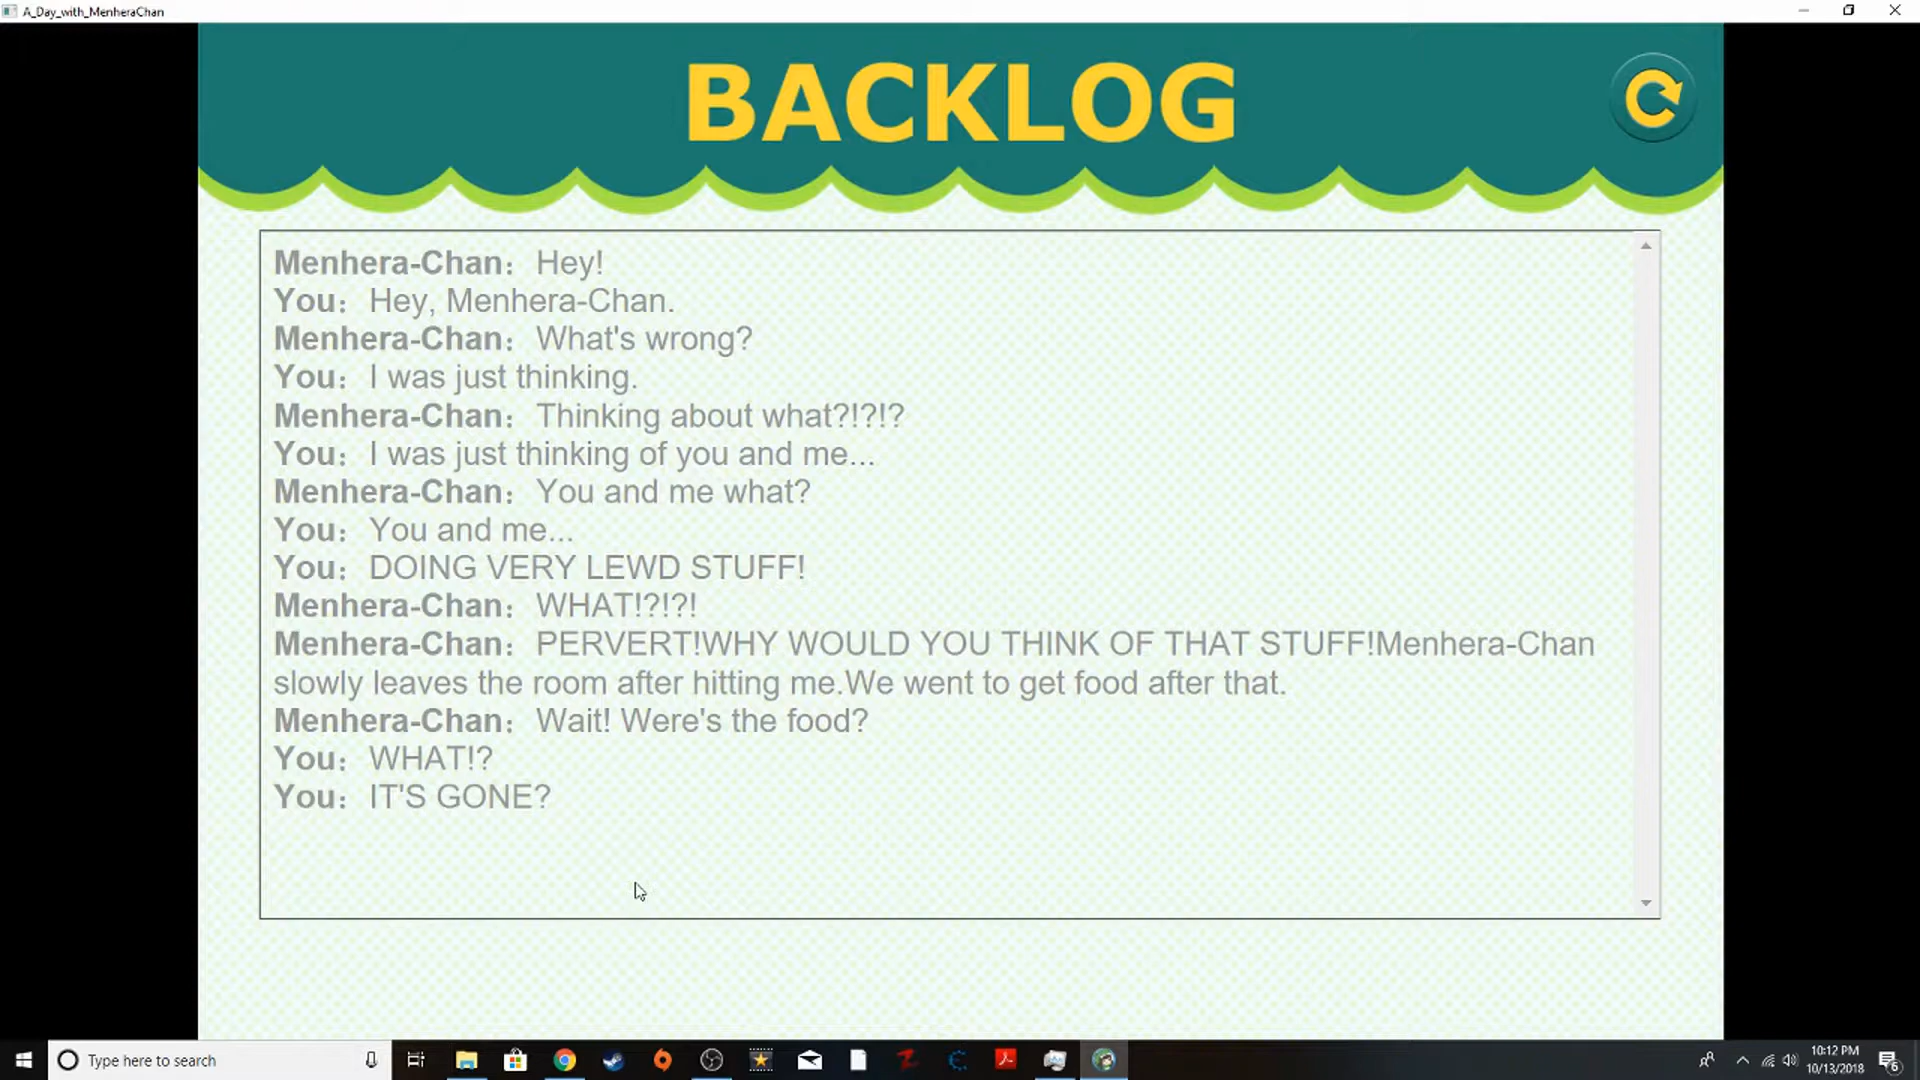 A_Day_with_MenheraChan
BACKLOG
Menhera-Chan： Hey!
You： Hey, Menhera-Chan.
Menhera-Chan： What's wrong?
You： I was just thinking.
Menhera-Chan： Thinking about what?!?!?
You： I was just thinking of you and me...
Menhera-Chan： You and me what?
You： You and me...
You： DOING VERY LEWD STUFF!
Menhera-Chan： WHAT!?!?!
Menhera-Chan： PERVERT!WHY WOULD YOU THINK OF THAT STUFF!Menhera-Chan
slowly leaves the room after hitting me.We went to get food after that.
Menhera-Chan： Wait! Were's the food?
You： WHAT!?
You： IT'S GONE?
Type here to search
10:12 PM
10/13/2018
6